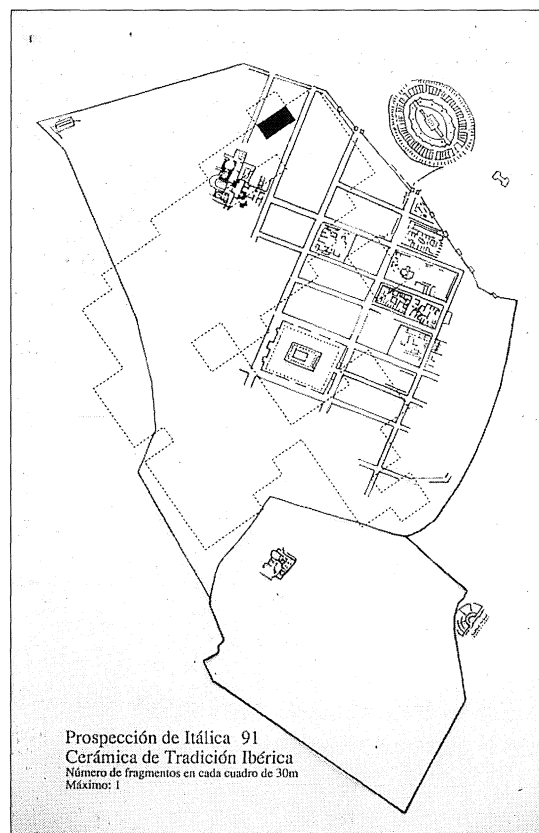 Prospección de Itálica 91
Cerámica de Tradición Ibérica
Número de fragmentos en cada cuadro de 30m
Máximo: 1